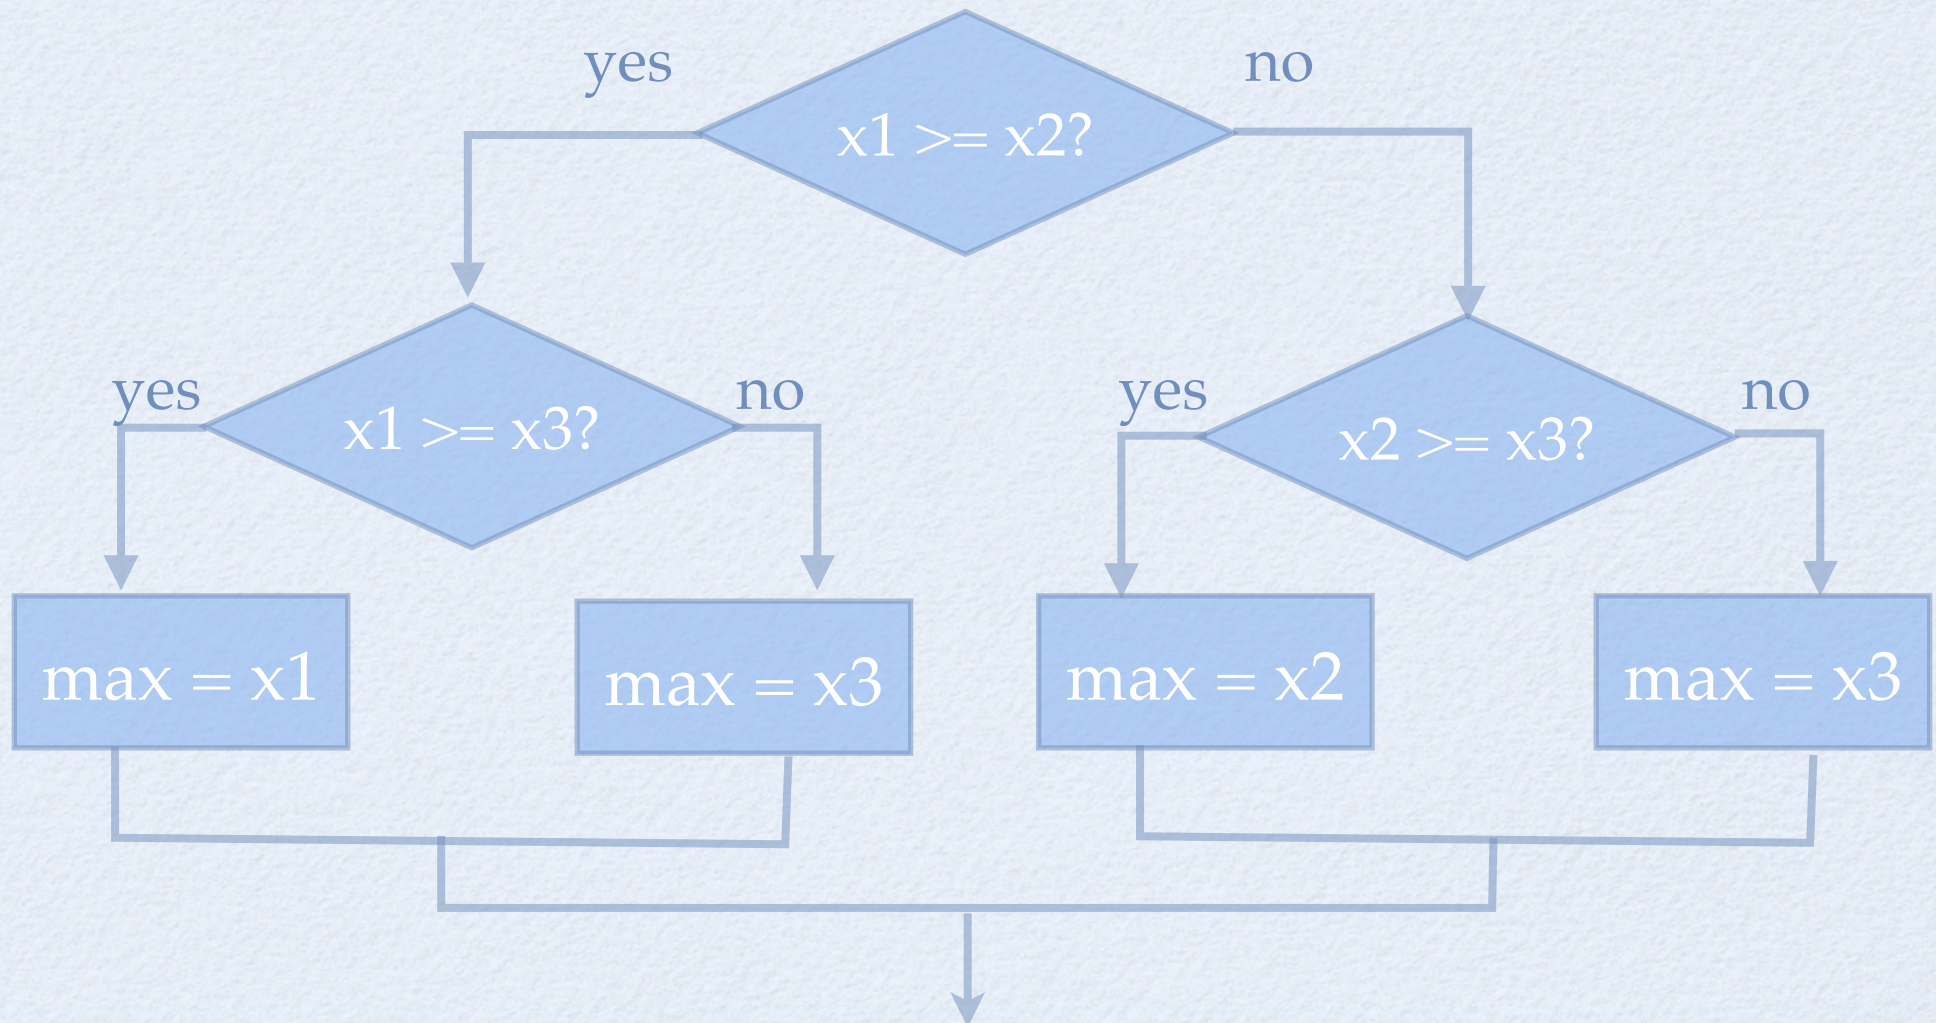 yes
no
x1 >= x2?
yes
no
x1 >= x3?
yes
no
x2 >= x3?
max = x1
max = x3
max = x2
max = x3